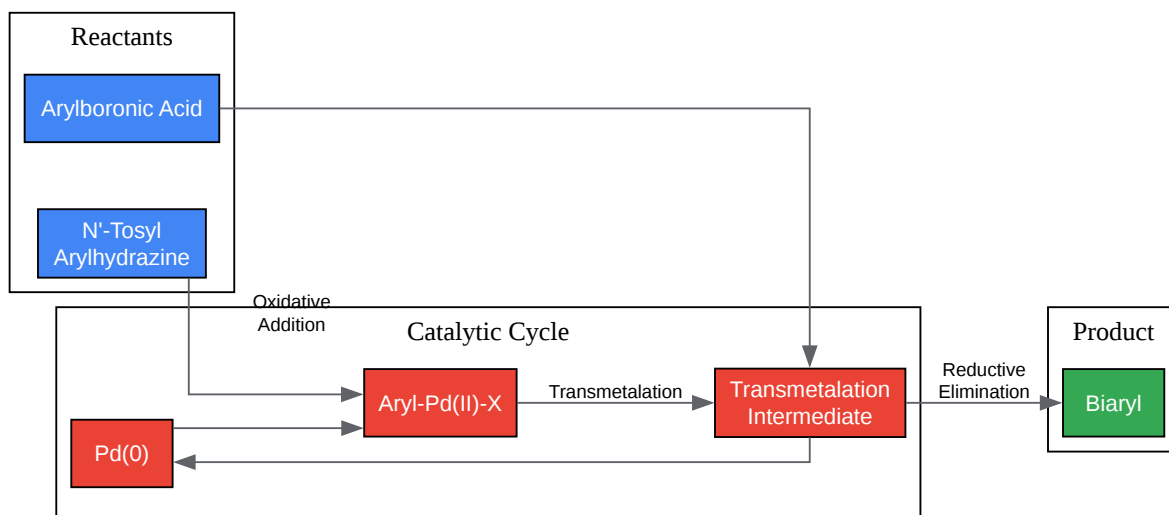 Reactants
Arylboronic Acid
N'-Tosyl
Arylhydrazine
Oxidative
Addition
Catalytic Cycle
Pd(0)
Aryl-Pd(II)-X
Transmetalation
Transmetalation
Intermediate
Reductive
Elimination
Product
Biaryl